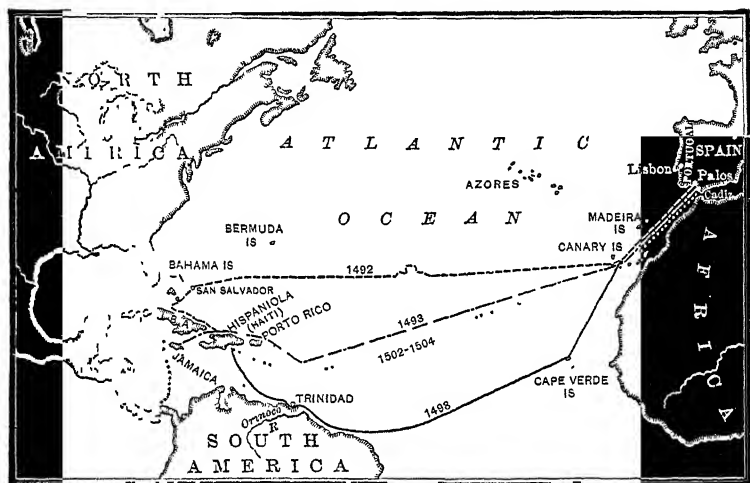 NORTH
AMIRICA
ATLANTIC
OCEAN
AZORES
PORTUGAL
SPAIN
Lisbon
Palos
Cadiz
MADEIRA
IS
CANARY IS
BERMUDA
IS
BAHAMA IS
SAN SALVADOR
1492
HISPANIOLA
(HAITI)
PORTO RICO
1493
1502-1504
JAMAICA
CAPE VERDE
IS
AFRICA
TRINIDAD
1498
Orinoco
R
SOUTH
AMERICA